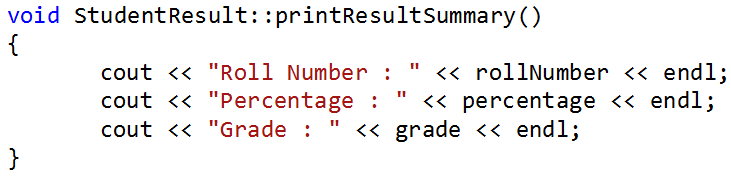 void StudentResult::printResultSummary()
{
cout << "Roll Number : " << rollNumber << endl;
cout << "Percentage : " << percentage << endl;
cout << "Grade : " << grade << endl;
}